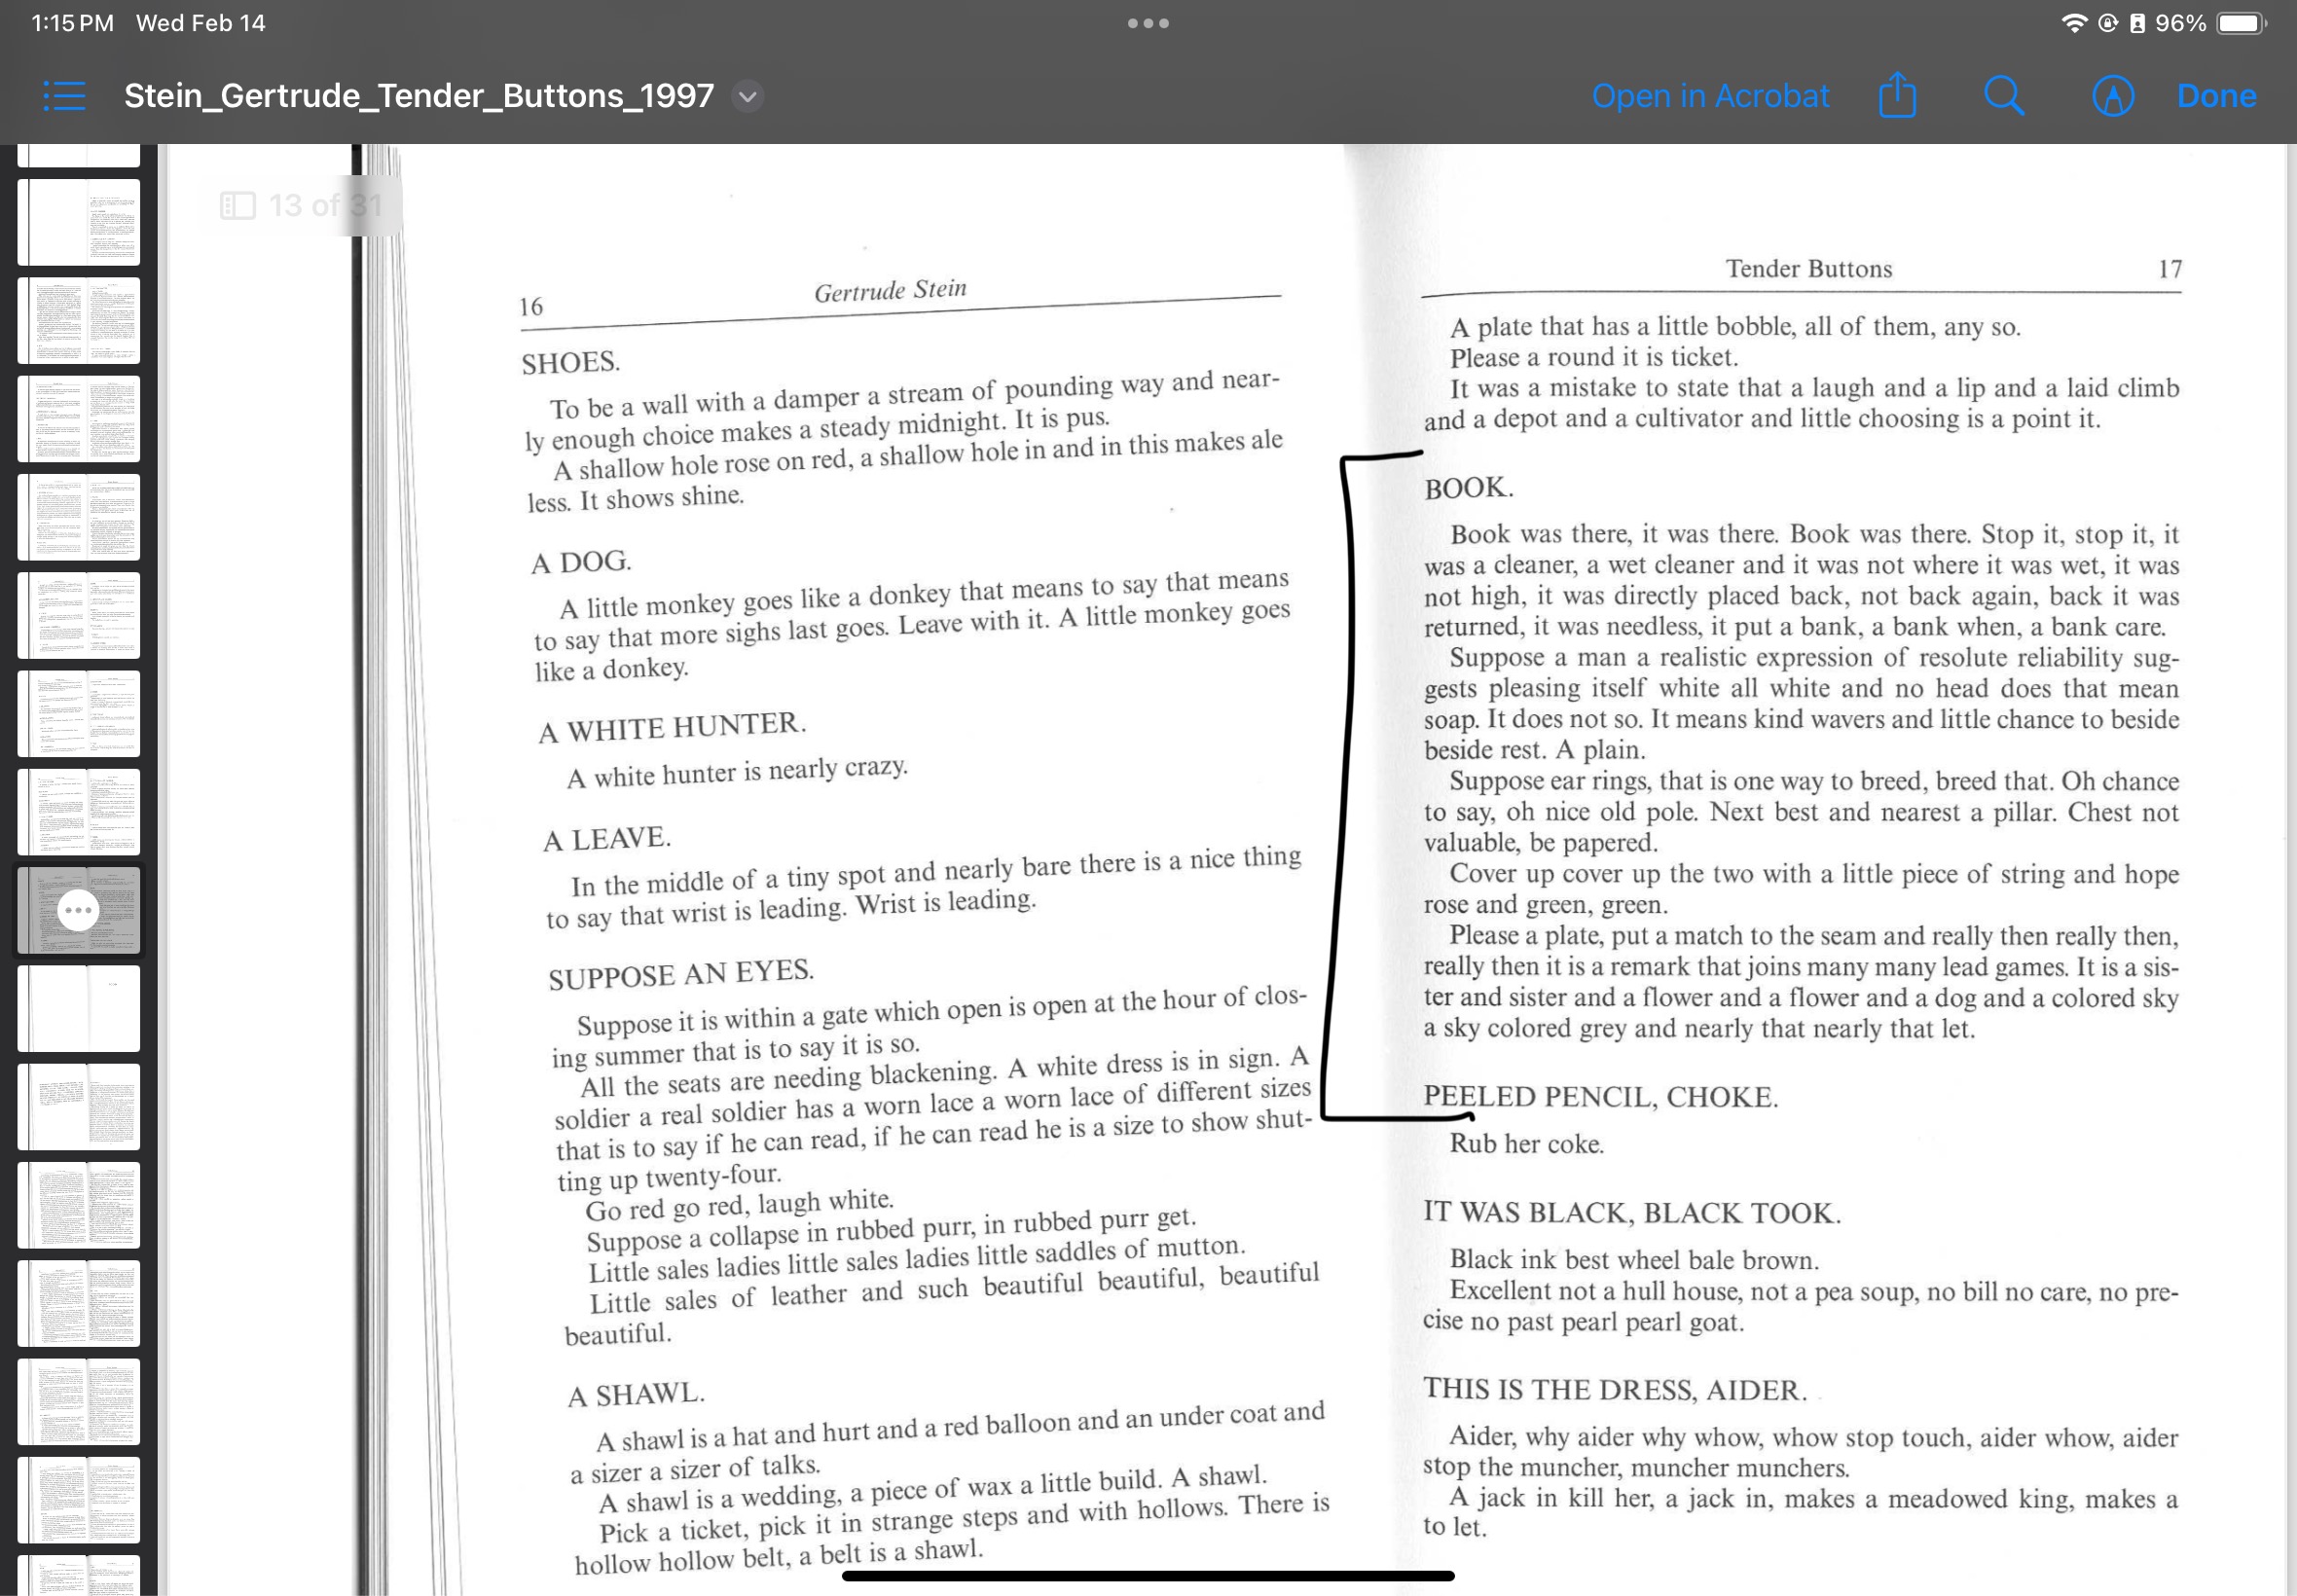 1:15 PM Wed Feb 14
96%
Stein_Gertrude_Tender_Buttons_1997
Open in Acrobat
Done
13 of 31
16
Gertrude Stein
SHOES.
To be a wall with a damper a stream of pounding way and near-
ly enough choice makes a steady midnight. It is pus.
A shallow hole rose on red, a shallow hole in and in this makes ale
less. It shows shine.
A DOG.
A little monkey goes like a donkey that means to say that means
to say that more sighs last goes. Leave with it. A little monkey goes
like a donkey.
A WHITE HUNTER.
A white hunter is nearly crazy.
A LEAVE.
In the middle of a tiny spot and nearly bare there is a nice thing
to say that wrist is leading. Wrist is leading.
SUPPOSE AN EYES.
Suppose it is within a gate which open is open at the hour of clos-
ing summer that is to say it is so.
All the seats are needing blackening. A white dress is in sign. A
soldier a real soldier has a worn lace a worn lace of different sizes
that is to say if he can read, if he can read he is a size to show shut-
ting up twenty-four.
Go red go red, laugh white.
Suppose a collapse in rubbed purr, in rubbed purr get.
Little sales ladies little sales ladies little saddles of mutton.
Little sales of leather and such beautiful beautiful, beautiful
beautiful.
A SHAWL.
A shawl is a hat and hurt and a red balloon and an under coat and
a sizer a sizer of talks.
A shawl is a wedding, a piece of wax a little build. A shawl.
Pick a ticket, pick it in strange steps and with hollows. There is
hollow hollow belt, a belt is a shawl.
Tender Buttons
17
A plate that has a little bobble, all of them, any so.
Please a round it is ticket.
It was a mistake to state that a laugh and a lip and a laid climb
and a depot and a cultivator and little choosing is a point it.
BOOK.
Book was there, it was there. Book was there. Stop it, stop it, it
was a cleaner, a wet cleaner and it was not where it was wet, it was
not high, it was directly placed back, not back again, back it was
returned, it was needless, it put a bank, a bank when, a bank care.
Suppose a man a realistic expression of resolute reliability sug-
gests pleasing itself white all white and no head does that mean
soap. It does not so. It means kind wavers and little chance to beside
beside rest. A plain.
Suppose ear rings, that is one way to breed, breed that. Oh chance
to say, oh nice old pole. Next best and nearest a pillar. Chest not
valuable, be papered.
Cover up cover up the two with a little piece of string and hope
rose and green, green.
Please a plate, put a match to the seam and really then really then,
really then it is a remark that joins many many lead games. It is a sis-
ter and sister and a flower and a flower and a dog and a colored sky
a sky colored grey and nearly that nearly that let.
PEELED PENCIL, CHOKE.
Rub her coke.
IT WAS BLACK, BLACK TOOK.
Black ink best wheel bale brown.
Excellent not a hull house, not a pea soup, no bill no care, no pre-
cise no past pearl pearl goat.
THIS IS THE DRESS, AIDER.
Aider, why aider why whow, whow stop touch, aider whow, aider
stop the muncher, muncher munchers.
A jack in kill her, a jack in, makes a meadowed king, makes a
to let.